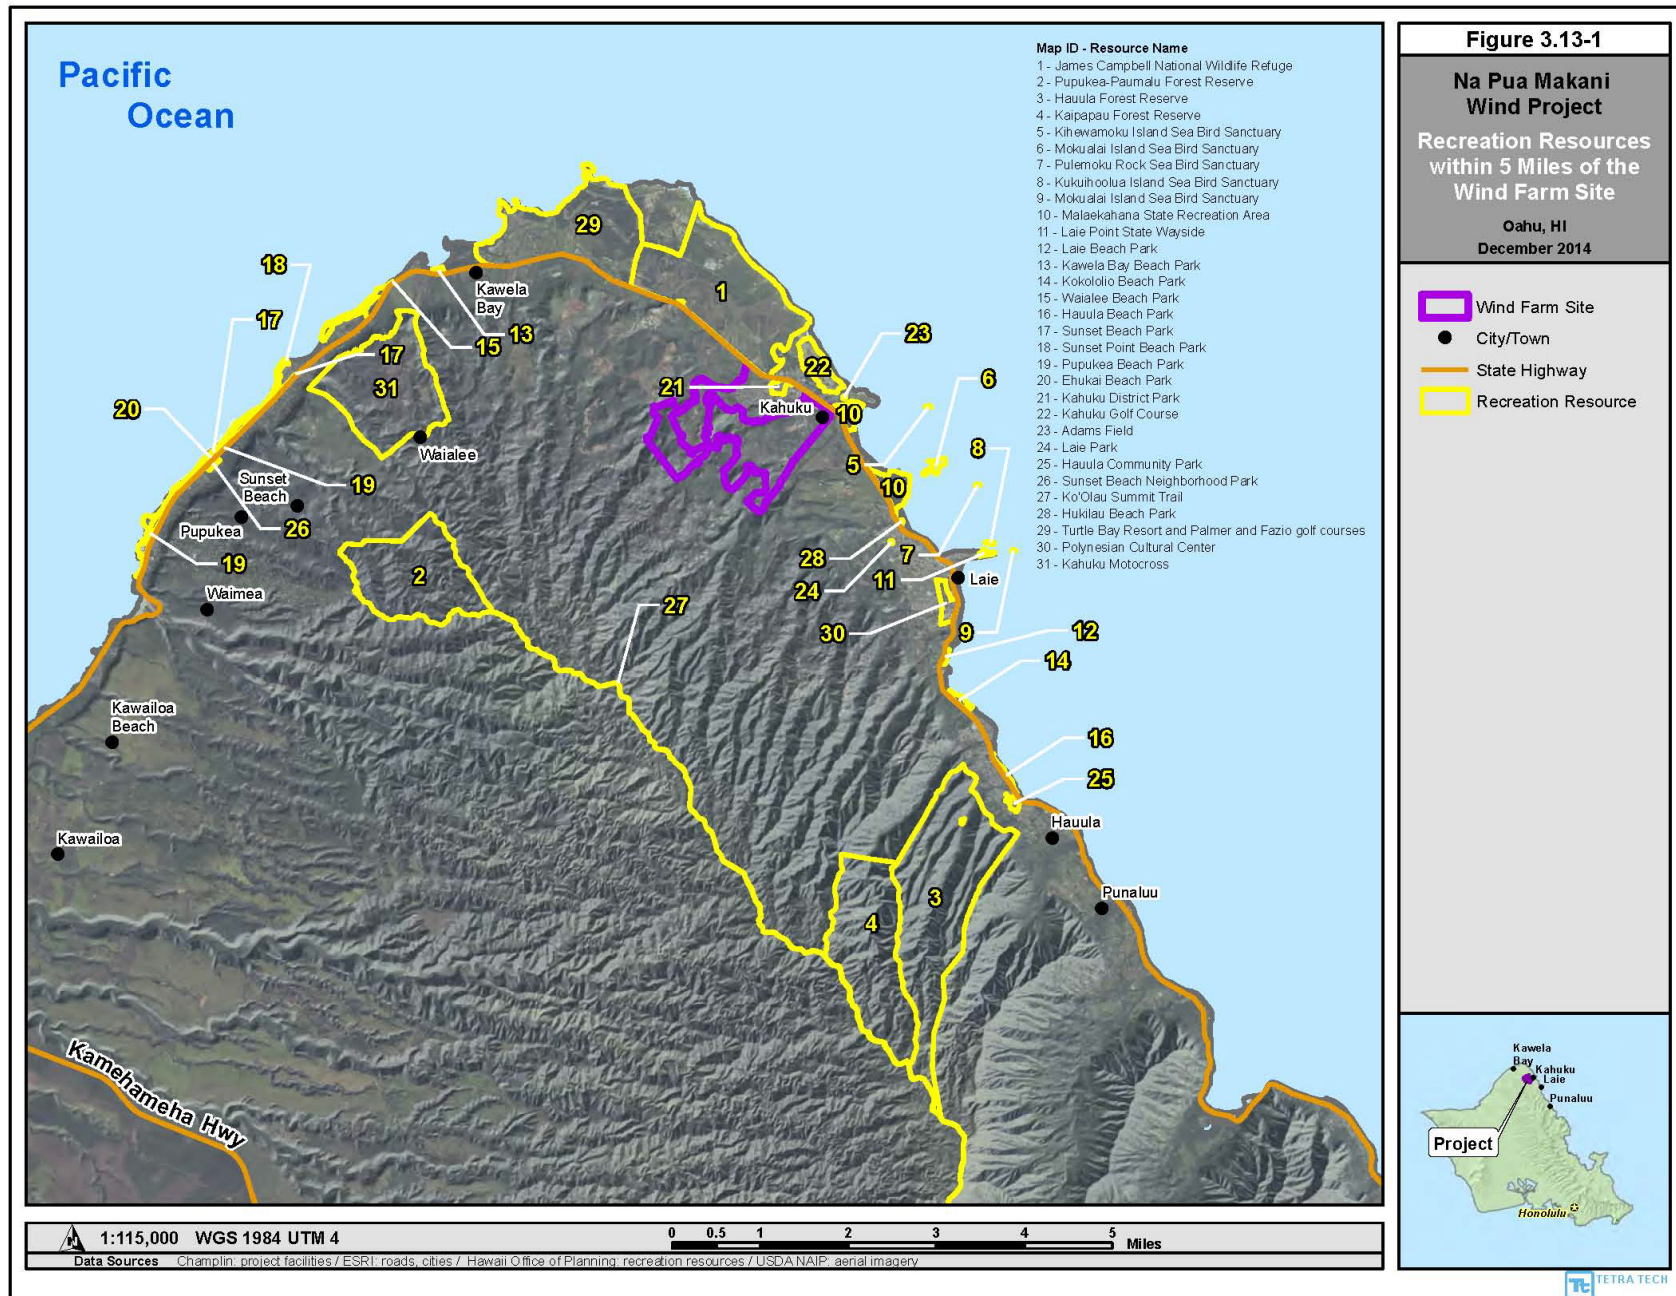 Pacific
Ocean
Map ID - Resource Name
1 - James Campbell National Wildlife Refuge
2 - Pupukea-Paumalu Forest Reserve
3 - Hauula Forest Reserve
4 - Kaipapau Forest Reserve
5 - Kihewamoku Island Sea Bird Sanctuary
6 - Mokualai Island Sea Bird Sanctuary
7 - Pulemoku Rock Sea Bird Sanctuary
8 - Kukuihoolua Island Sea Bird Sanctuary
9 - Mokualai Island Sea Bird Sanctuary
10 - Malaekahana State Recreation Area
11 - Laie Point State Wayside
12 - Laie Beach Park
13 - Kawela Bay Beach Park
14 - Kokololio Beach Park
15 - Waialee Beach Park
16 - Hauula Beach Park
17 - Sunset Beach Park
18 - Sunset Point Beach Park
19 - Pupukea Beach Park
20 - Ehukai Beach Park
21 - Kahuku District Park
22 - Kahuku Golf Course
23 - Adams Field
24 - Laie Park
25 - Hauula Community Park
26 - Sunset Beach Neighborhood Park
27 - Ko'Olau Summit Trail
28 - Hukilau Beach Park
29 - Turtle Bay Resort and Palmer and Fazio golf courses
30 - Polynesian Cultural Center
31 - Kahuku Motocross
29
18
1
Kawela
Bay
17
13
23
15
17
22
31
21
6
Kahuku
10
20
Waialee
8
5
Sunset
Beach
19
10
Pupukea
26
28
7
19
2
11
Laie
24
Waimea
27
30
9
12
14
Kawailoa
Beach
16
25
Hauula
Kawailoa
3
Punaluu
4
Kamehameha Hwy
Figure 3.13-1
Na Pua Makani
Wind Project
Recreation Resources
within 5 Miles of the
Wind Farm Site
Oahu, HI
December 2014
Wind Farm Site
City/Town
State Highway
Recreation Resource
Kawela
Bay
Kahuku
Laie
Punaluu
Project
Honolulu
1:115,000 WGS 1984 UTM 4
0 0.5 1 2 3 4 5
Miles
Data Sources Champlin: project facilities / ESRI: roads, cities / Hawaii Office of Planning: recreation resources / USDA NAIP: aerial imagery
Tt TETRA TECH